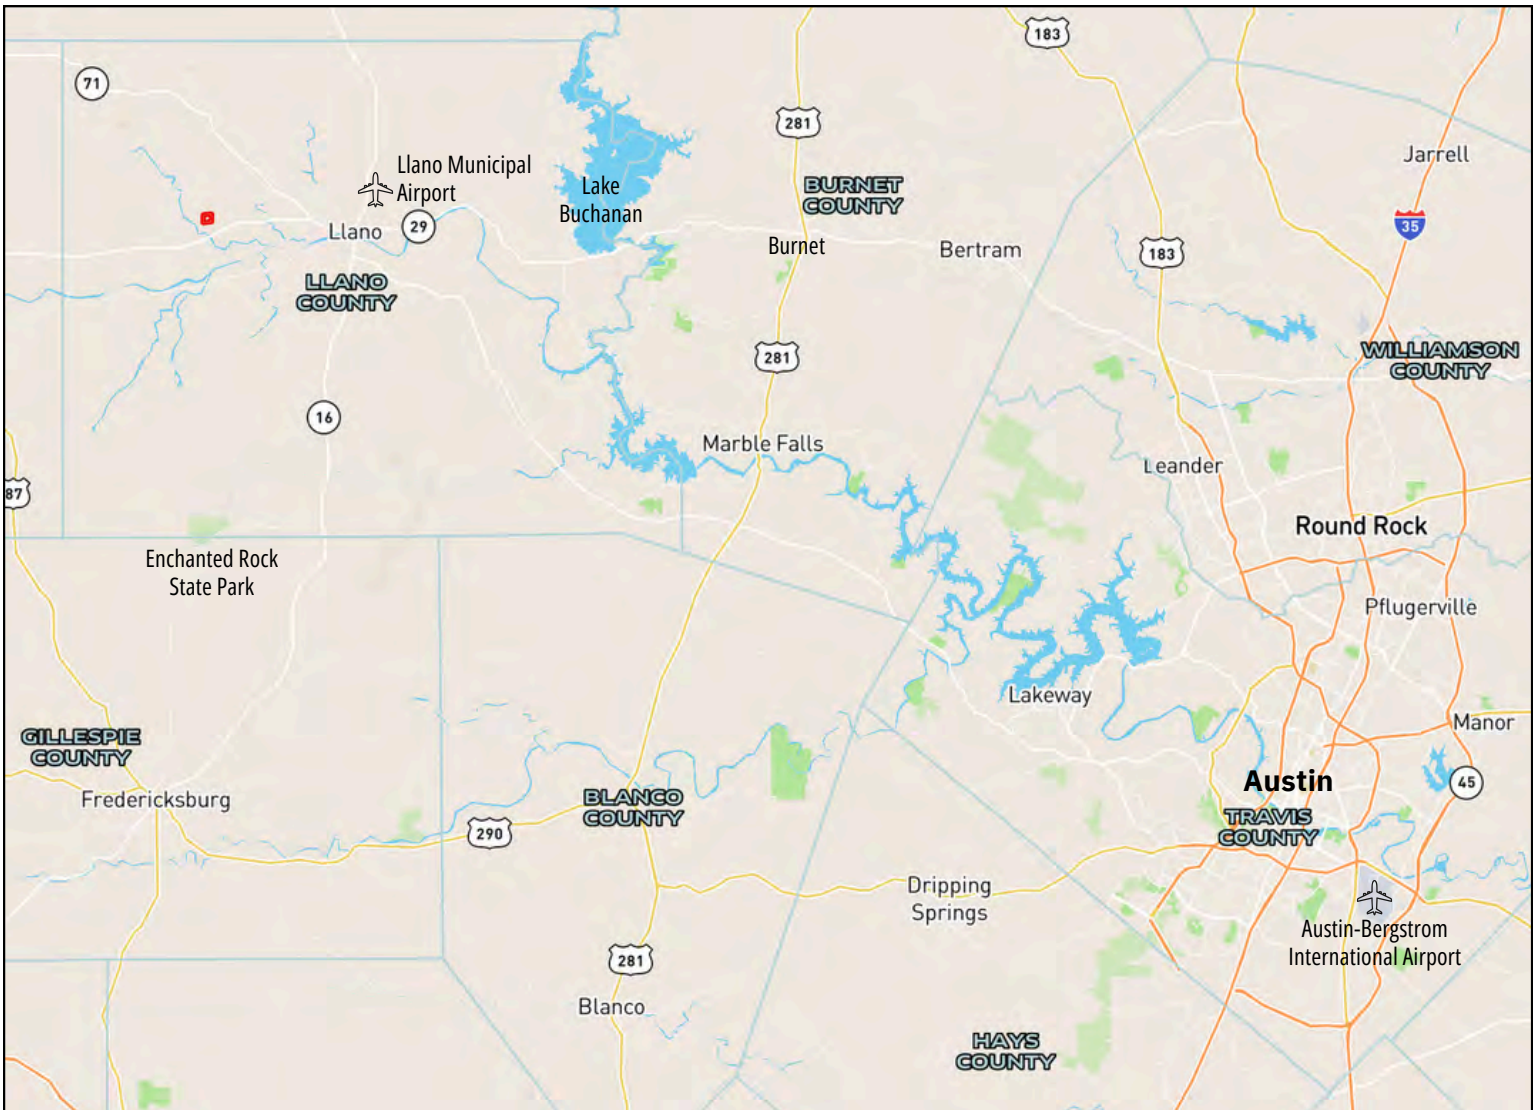 183
71
281
Jarrell
Llano Municipal
Airport
Lake
Buchanan
BURNET
COUNTY
29
Llano
35
Burnet
Bertram
183
LLANO
COUNTY
281
WILLIAMSON
COUNTY
16
Marble Falls
Leander
87
Round Rock
Enchanted Rock
State Park
Pflugerville
Lakeway
Manor
GILLESPIE
COUNTY
Austin
45
Fredericksburg
BLANCO
COUNTY
TRAVIS
COUNTY
290
Dripping
Springs
Austin-Bergstrom
International Airport
281
Blanco
HAYS
COUNTY